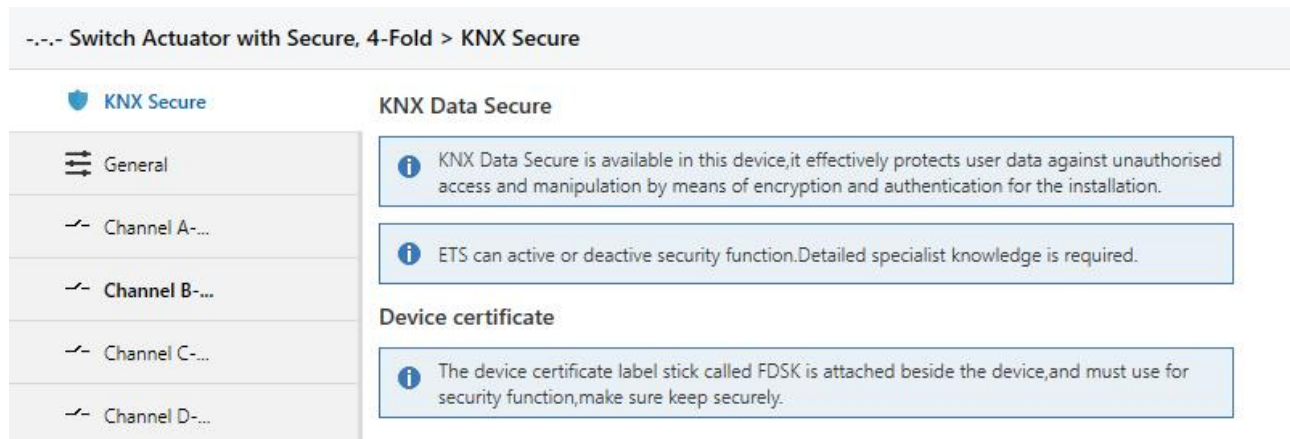 -.-.- Switch Actuator with Secure, 4-Fold > KNX Secure
KNX Secure
General
Channel A-...
Channel B-...
Channel C-...
Channel D-...
KNX Data Secure
KNX Data Secure is available in this device,it effectively protects user data against unauthorised
access and manipulation by means of encryption and authentication for the installation.
ETS can active or deactive security function.Detailed specialist knowledge is required.
Device certificate
The device certificate label stick called FDSK is attached beside the device,and must use for
security function,make sure keep securely.